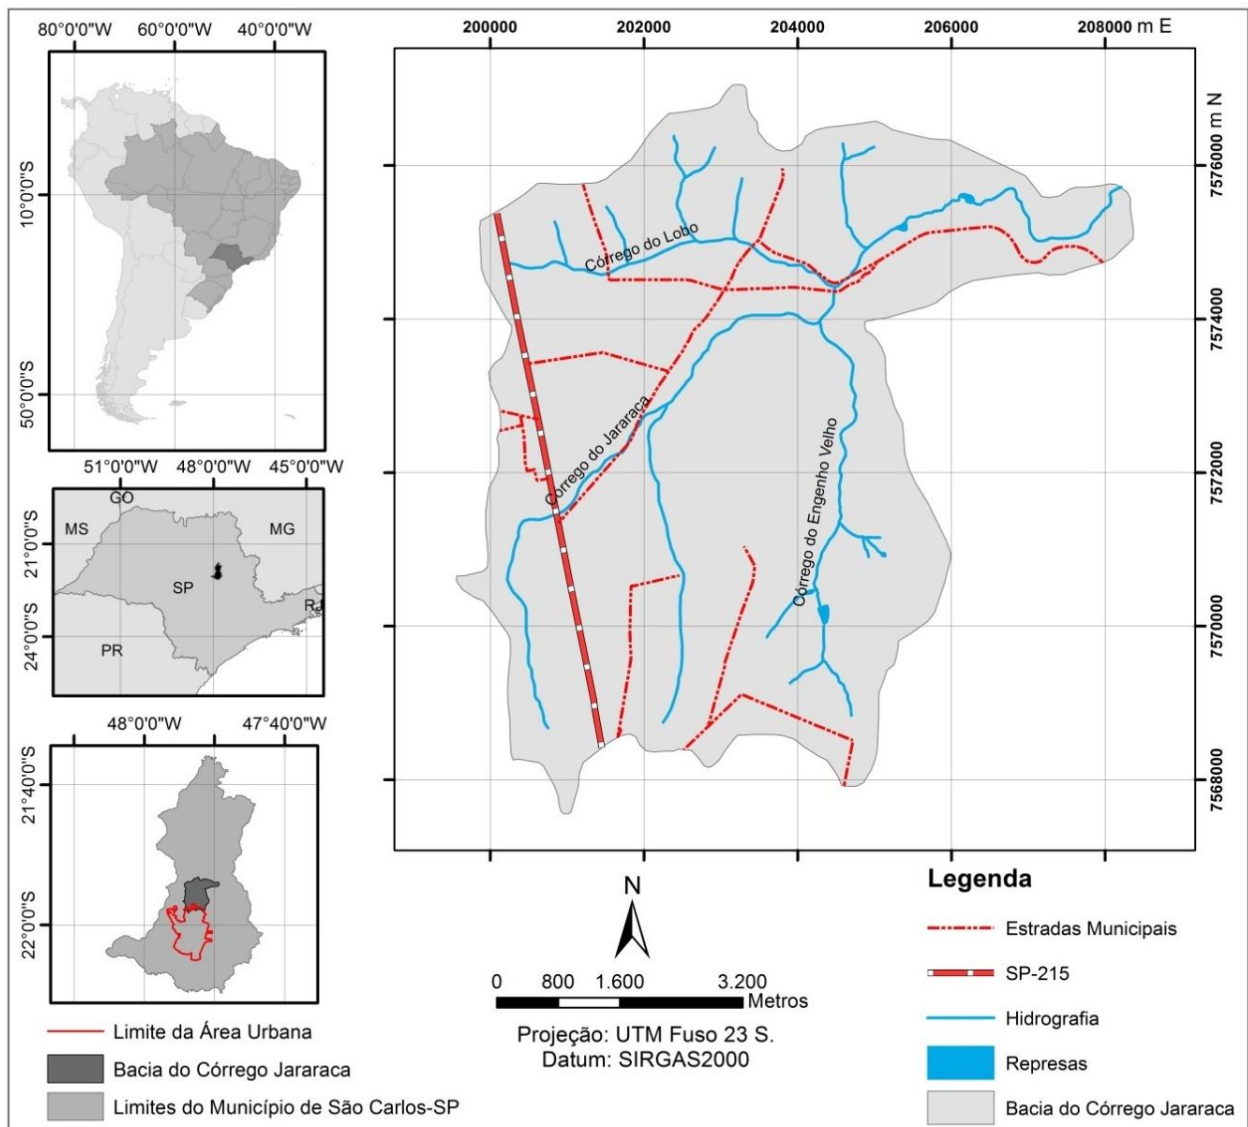 80°0'0"W 60°0'0"W 40°0'0"W
10°0'0"S
50°0'0"S
51°0'0"W 48°0'0"W 45°0'0"W
21°0'0"S
24°0'0"S
GO
MS
MG
SP
RJ
PR
48°0'0"W 47°40'0"W
21°40'0"S
22°0'0"S
Limite da Área Urbana
Bacia do Córrego Jararaca
Limites do Município de São Carlos-SP
200000 202000 204000 206000 208000 m E
7576000 m N
7574000
7572000
7570000
7568000
Córrego do Lobo
Córrego do Jararaca
Córrego do Engenho Velho
N
0 800 1.600 3.200
Metros
Projeção: UTM Fuso 23 S.
Datum: SIRGAS2000
Legenda
Estradas Municipais
SP-215
Hidrografia
Represas
Bacia do Córrego Jararaca